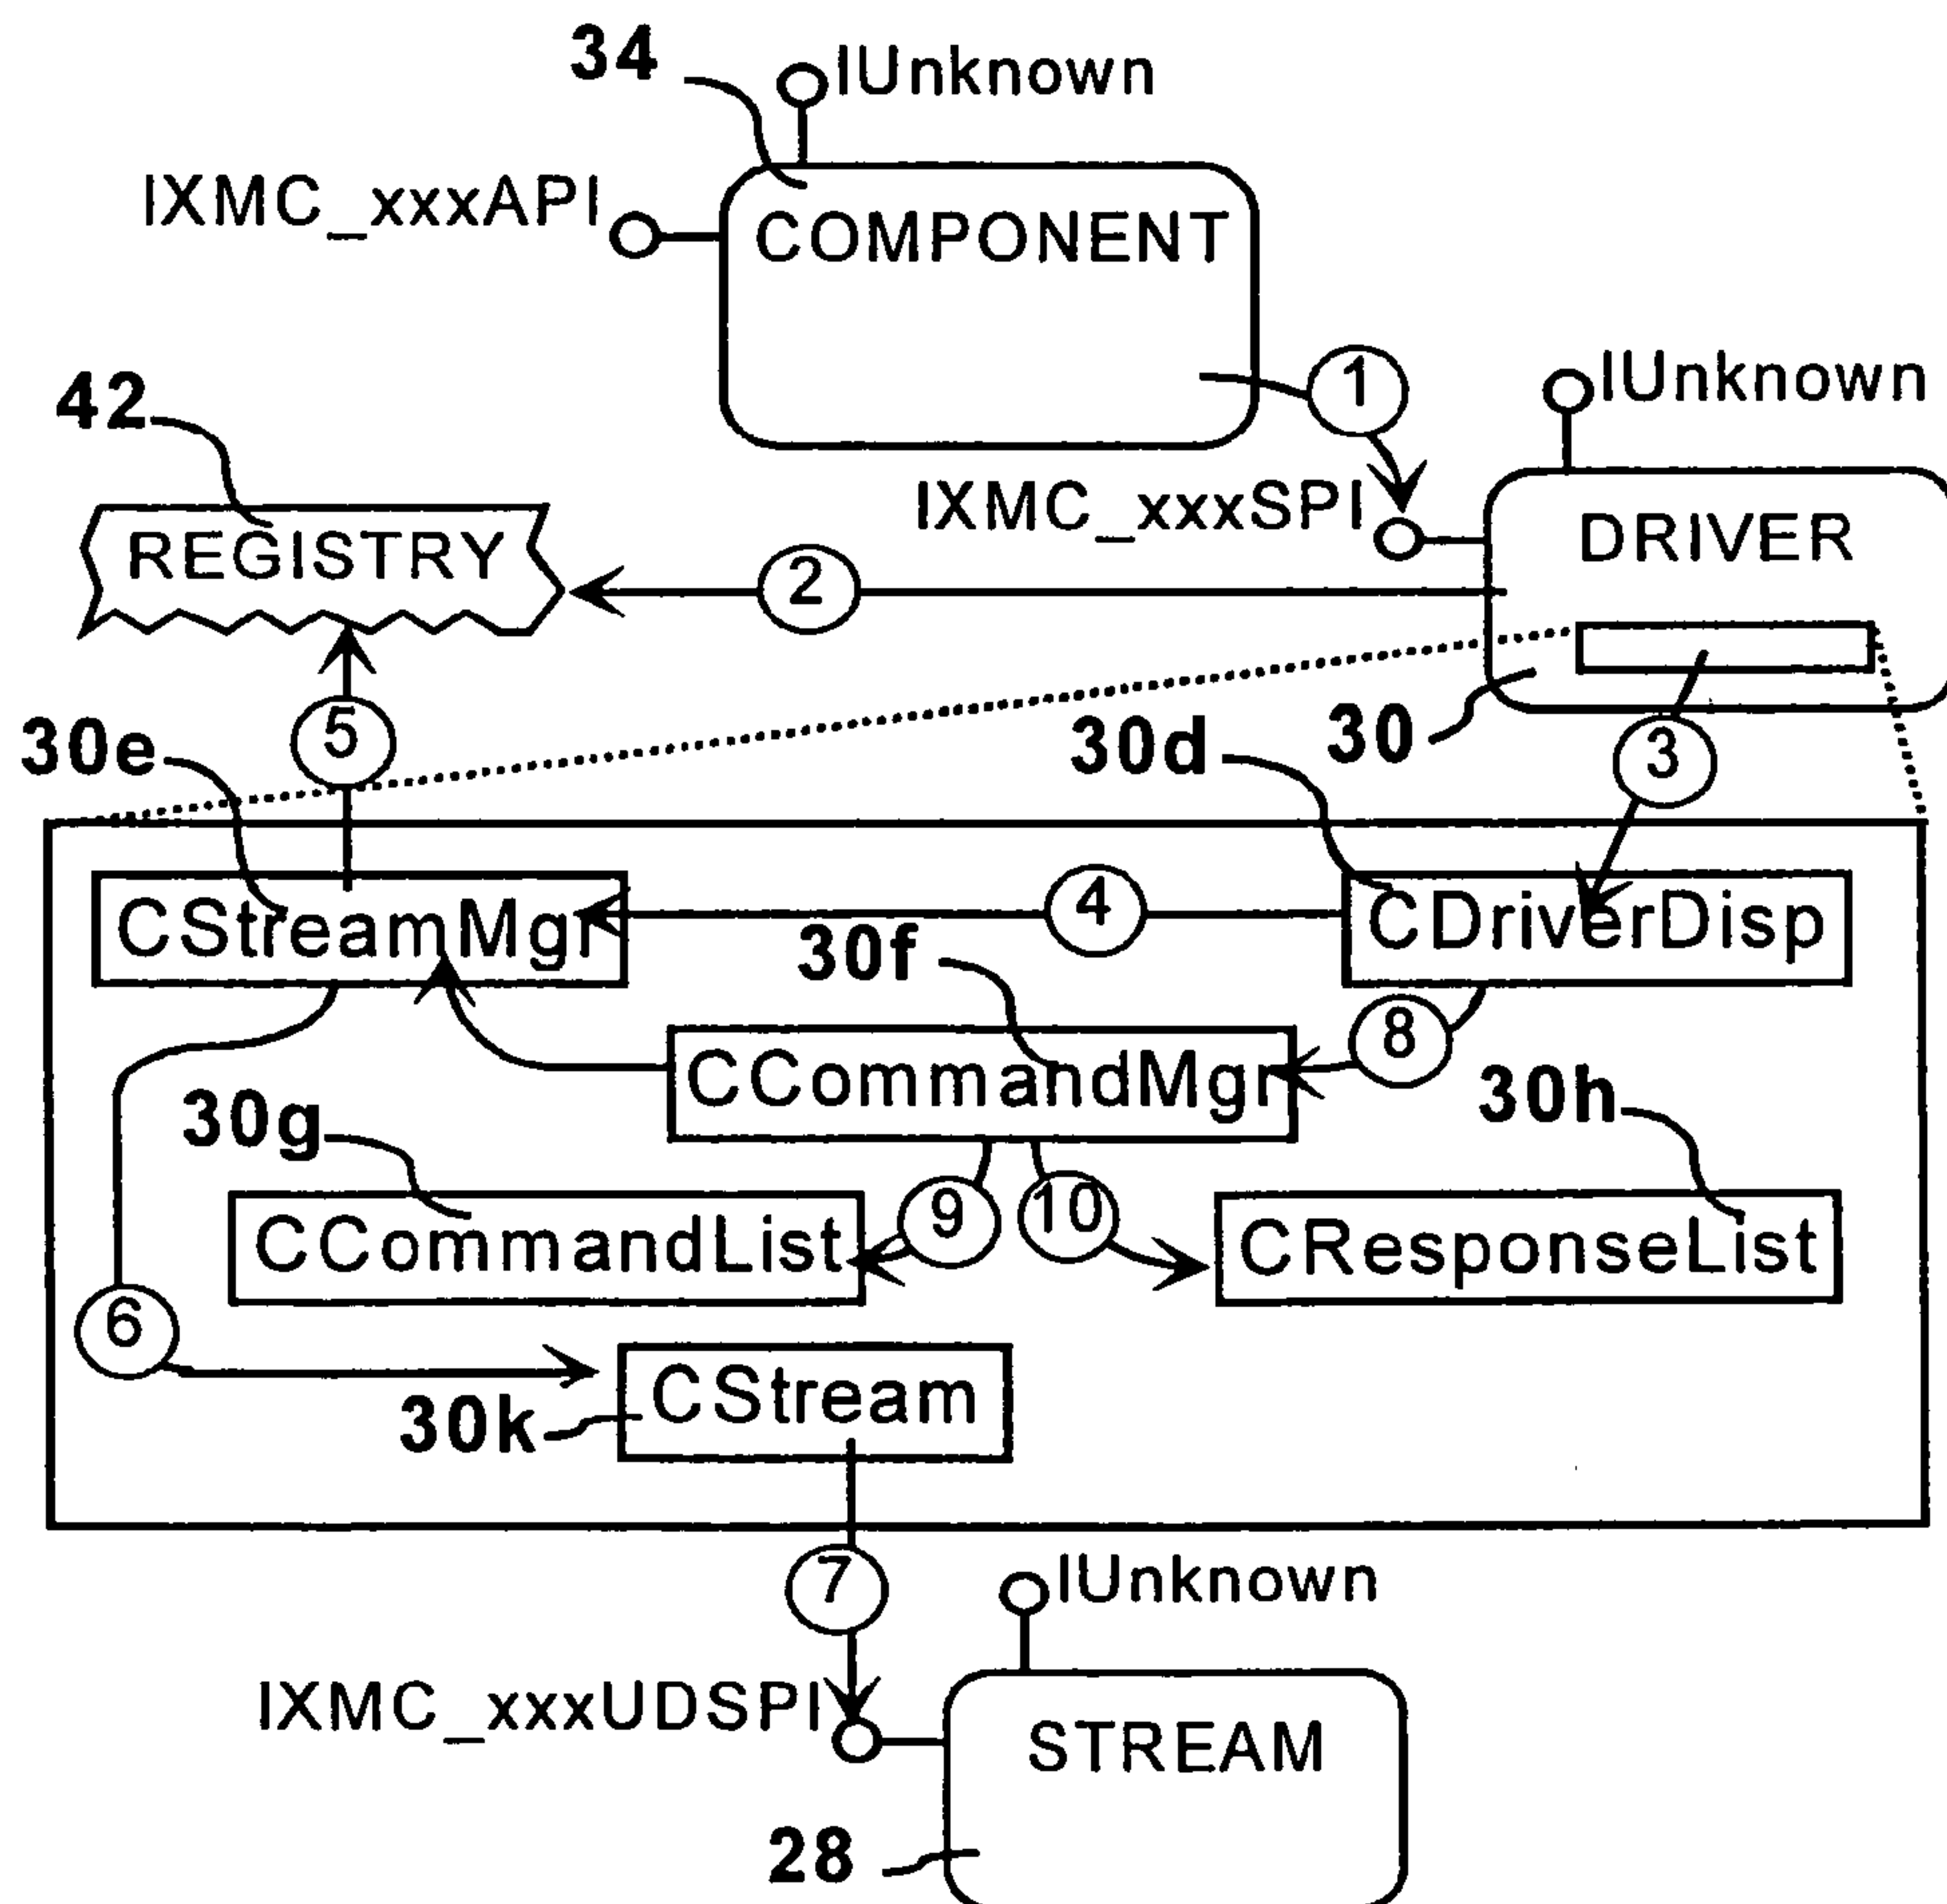 34
IUnknown
IXMC_xxxAPI
COMPONENT
1
IUnknown
42
IXMC_xxxSPI
DRIVER
REGISTRY
2
5
30e
30d
30
3
CStreamMgr
4
CDriverDisp
30f
8
CCommandMgr
30h
30g
9
10
CCommandList
CResponseList
6
CStream
30k
7
IUnknown
IXMC_xxxUDSPI
STREAM
28